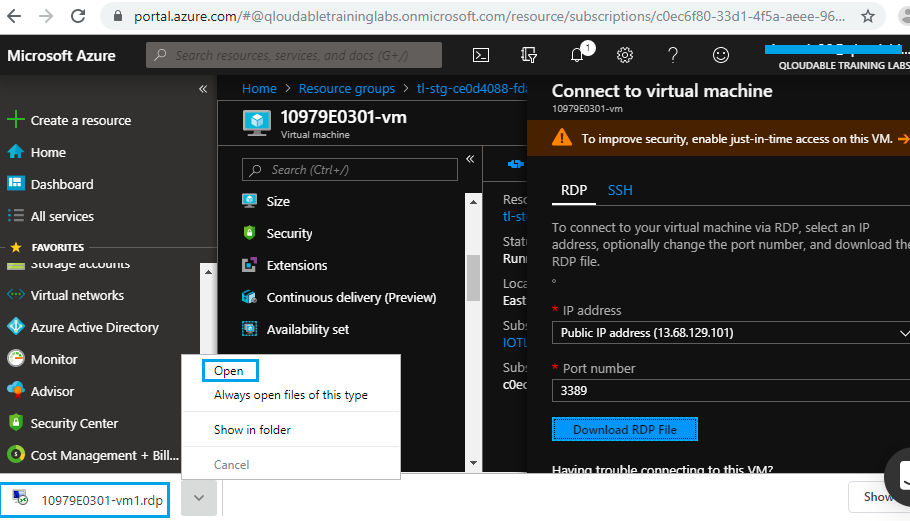 portal.azure.com/#@qloudabletraininglabs.onmicrosoft.com/resource/subscriptions/c0ec6f80-33d1-4f5a-aeee-96...
Microsoft Azure
Search resources, services, and docs (G+/)
1
QLOUDABLE TRAINING LABS
«
Create a resource
Home
Dashboard
All services
FAVORITES
Storage accounts
Virtual networks
Azure Active Directory
Monitor
Advisor
Security Center
Cost Management + Bill...
Home > Resource groups > tl-stg-ce0d4088-fda
10979E0301-vm
Virtual machine
Search (Ctrl+/)
«
Size
Security
Extensions
Continuous delivery (Preview)
Availability set
Reso
tl-st
Statu
Runn
Loca
East
Subs
IOTL
Subs
c0ec
Connect to virtual machine
10979E0301-vm
To improve security, enable just-in-time access on this VM. →
RDP SSH
To connect to your virtual machine via RDP, select an IP
address, optionally change the port number, and download the
RDP file.
* IP address
Public IP address (13.68.129.101)
* Port number
3389
Download RDP File
Having trouble connecting to this VM?
Open
Always open files of this type
Show in folder
Cancel
10979E0301-vm1.rdp
Show